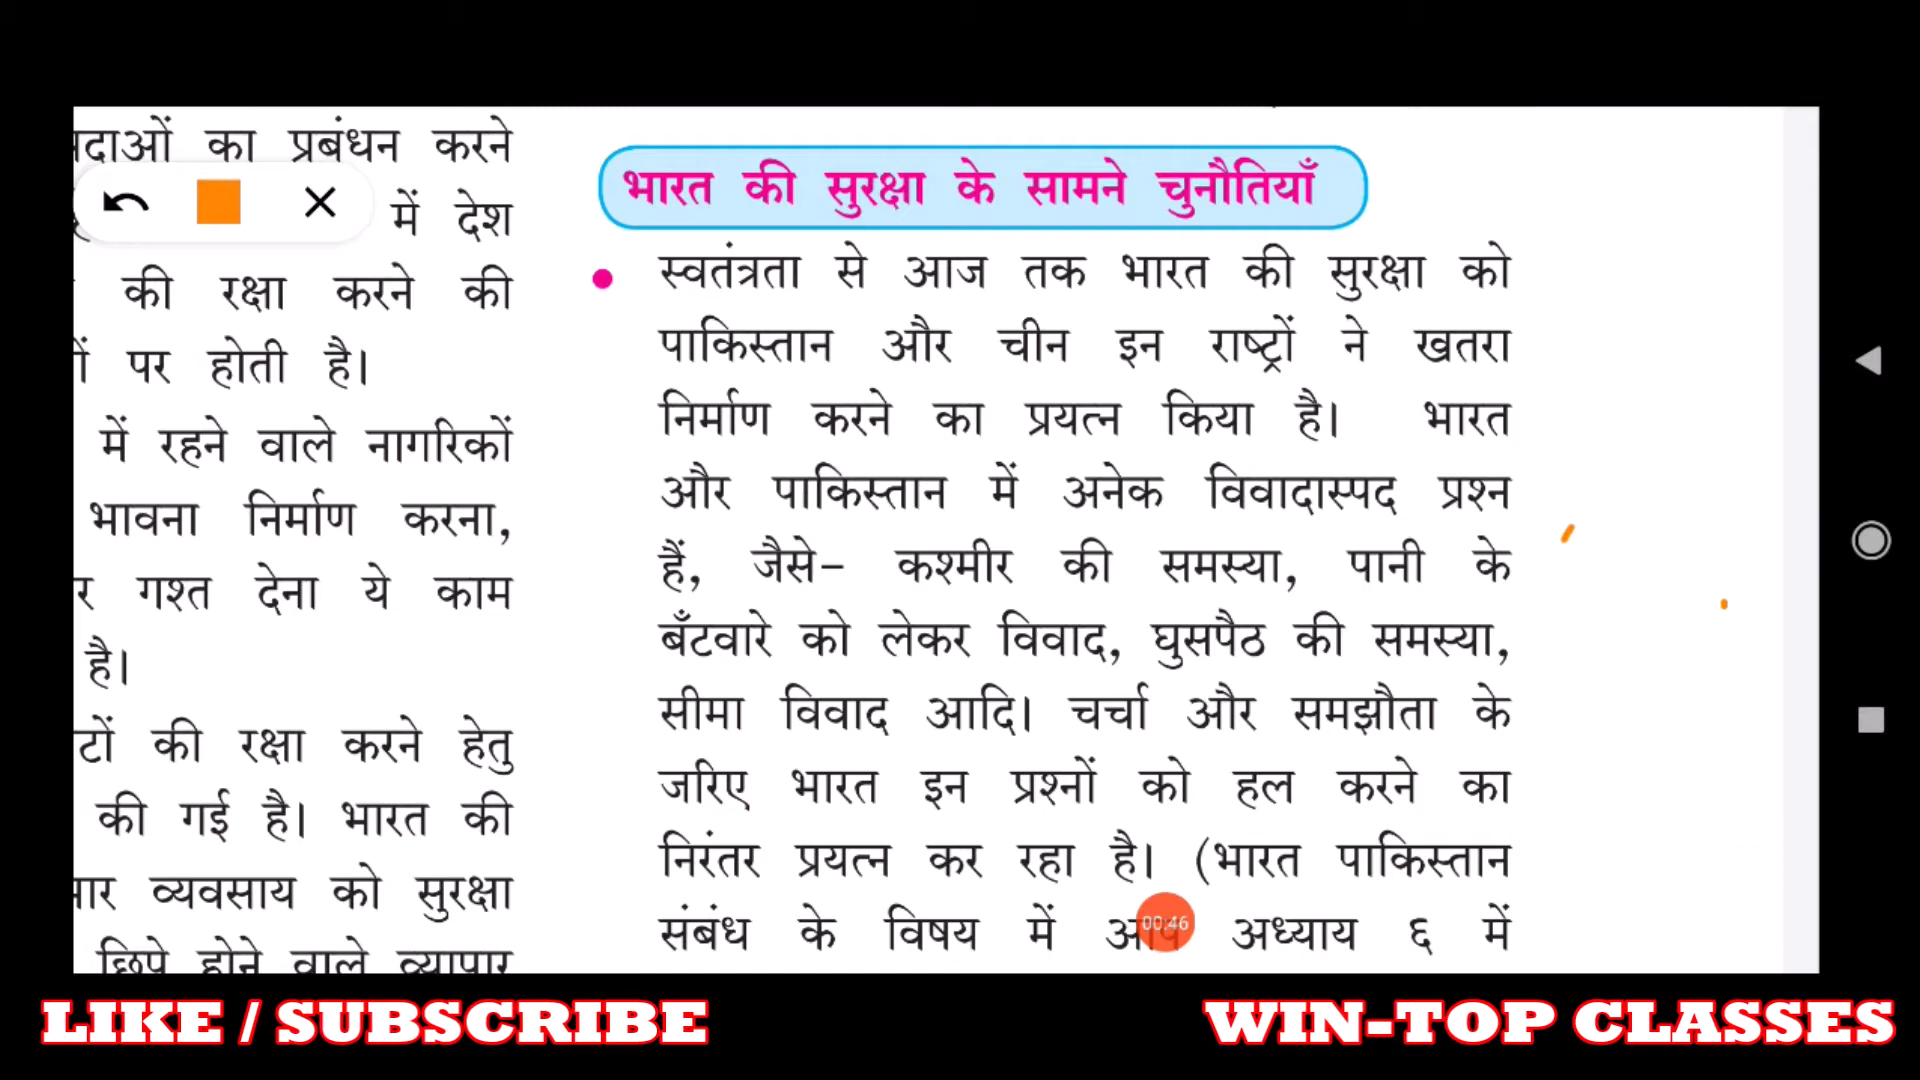 का प्रबंधन करने
में देश
की रक्षा करने की
पर होती है।
में रहने वाले नागरिकों
भावना निर्माण करना,
गश्त देना ये काम
है।
की रक्षा करने हेतु
की गई है। भारत की
व्यवसाय को सुरक्षा
छिपे होने वाले व्यापार
भारत की सुरक्षा के सामने चुनौतियाँ
• स्वतंत्रता से आज तक भारत की सुरक्षा को
पाकिस्तान और चीन इन राष्ट्रों ने खतरा
निर्माण करने का प्रयत्न किया है। भारत
और पाकिस्तान में अनेक विवादास्पद प्रश्न
हैं, जैसे– कश्मीर की समस्या, पानी के
बँटवारे को लेकर विवाद, घुसपैठ की समस्या,
सीमा विवाद आदि। चर्चा और समझौता के
जरिए भारत इन प्रश्नों को हल करने का
निरंतर प्रयत्न कर रहा है। (भारत पाकिस्तान
संबंध के विषय में आप अध्याय ६ में
00:46
LIKE / SUBSCRIBE
WIN-TOP CLASSES